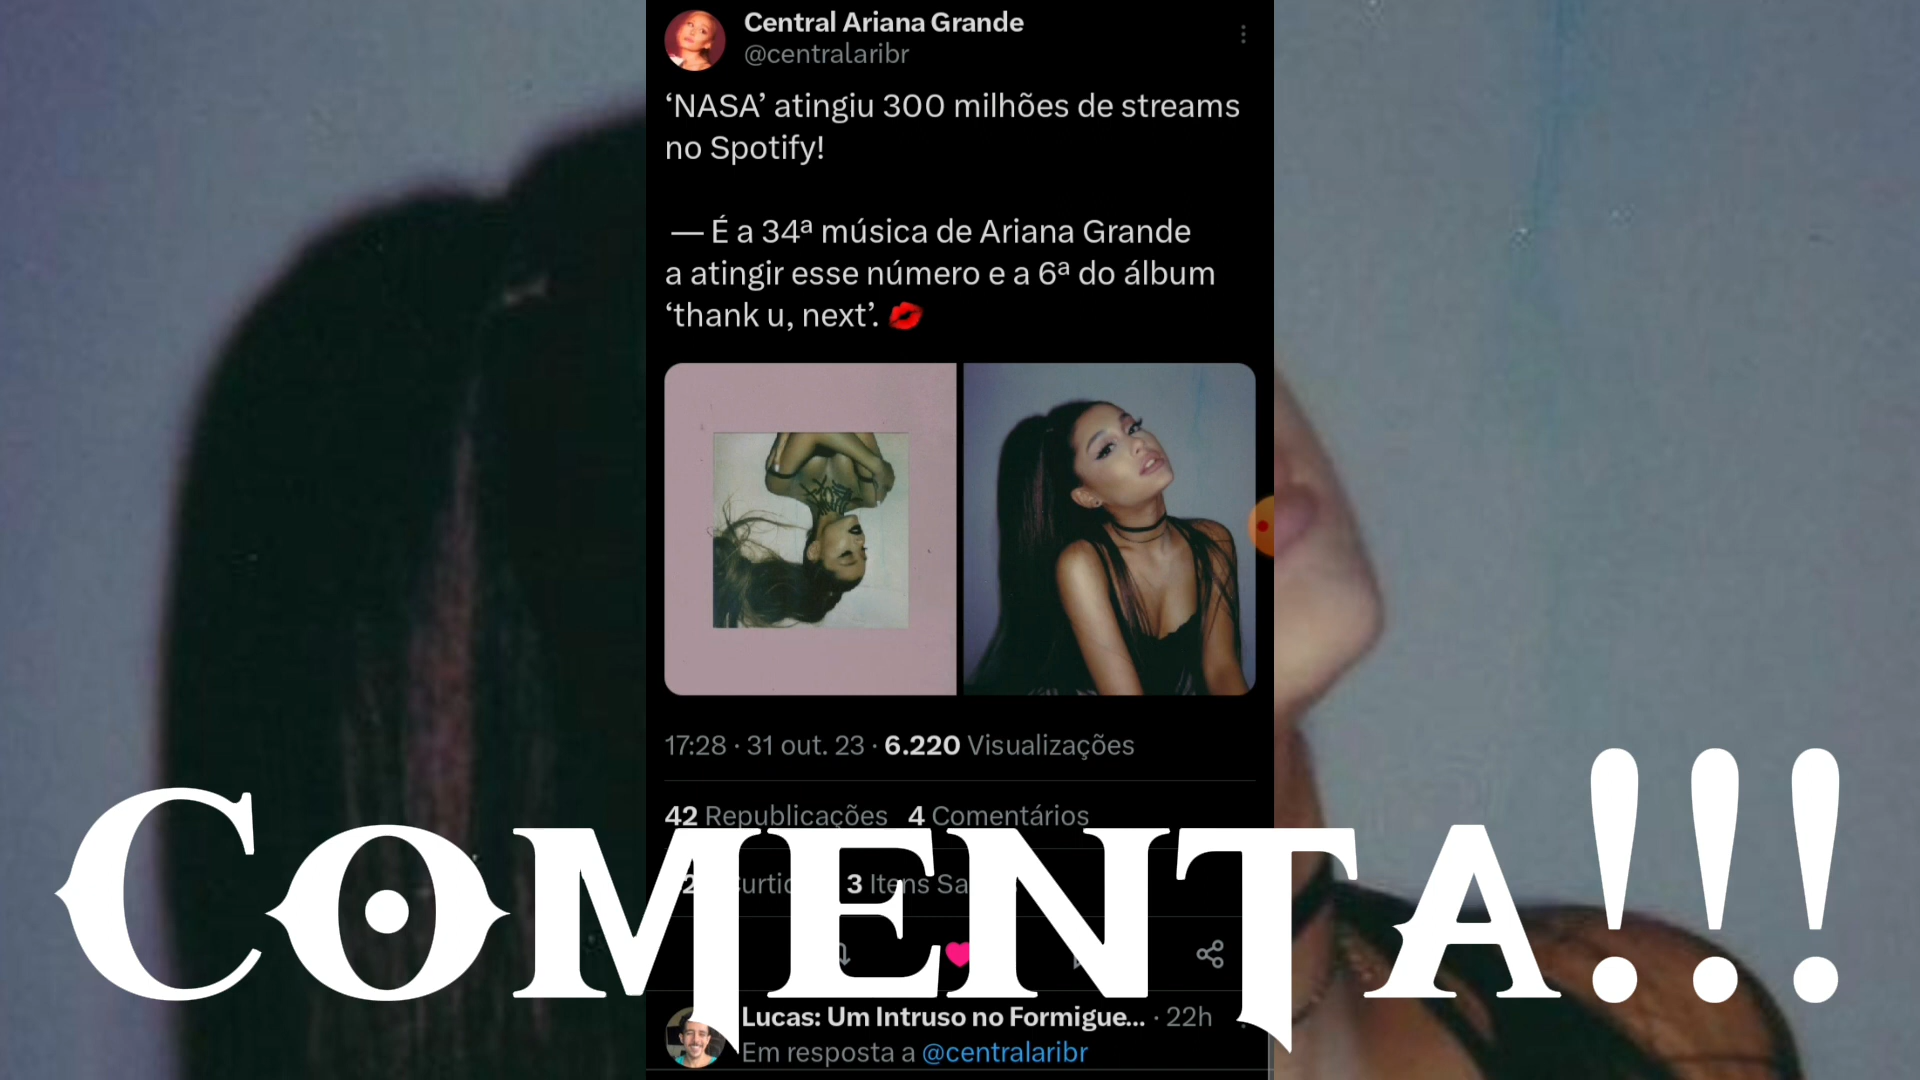 Central Ariana Grande
@centralaribr
‘NASA’ atingiu 300 milhões de streams
no Spotify!
— É a 34ª música de Ariana Grande
a atingir esse número e a 6ª do álbum
‘thank u, next’. 💋
17:28 · 31 out. 23 · 6.220 Visualizações
42 Republicações 4 Comentários
3 Itens
COMENTA!!!
Lucas: Um Intruso no Formigue... · 22h
Em resposta a @centralaribr